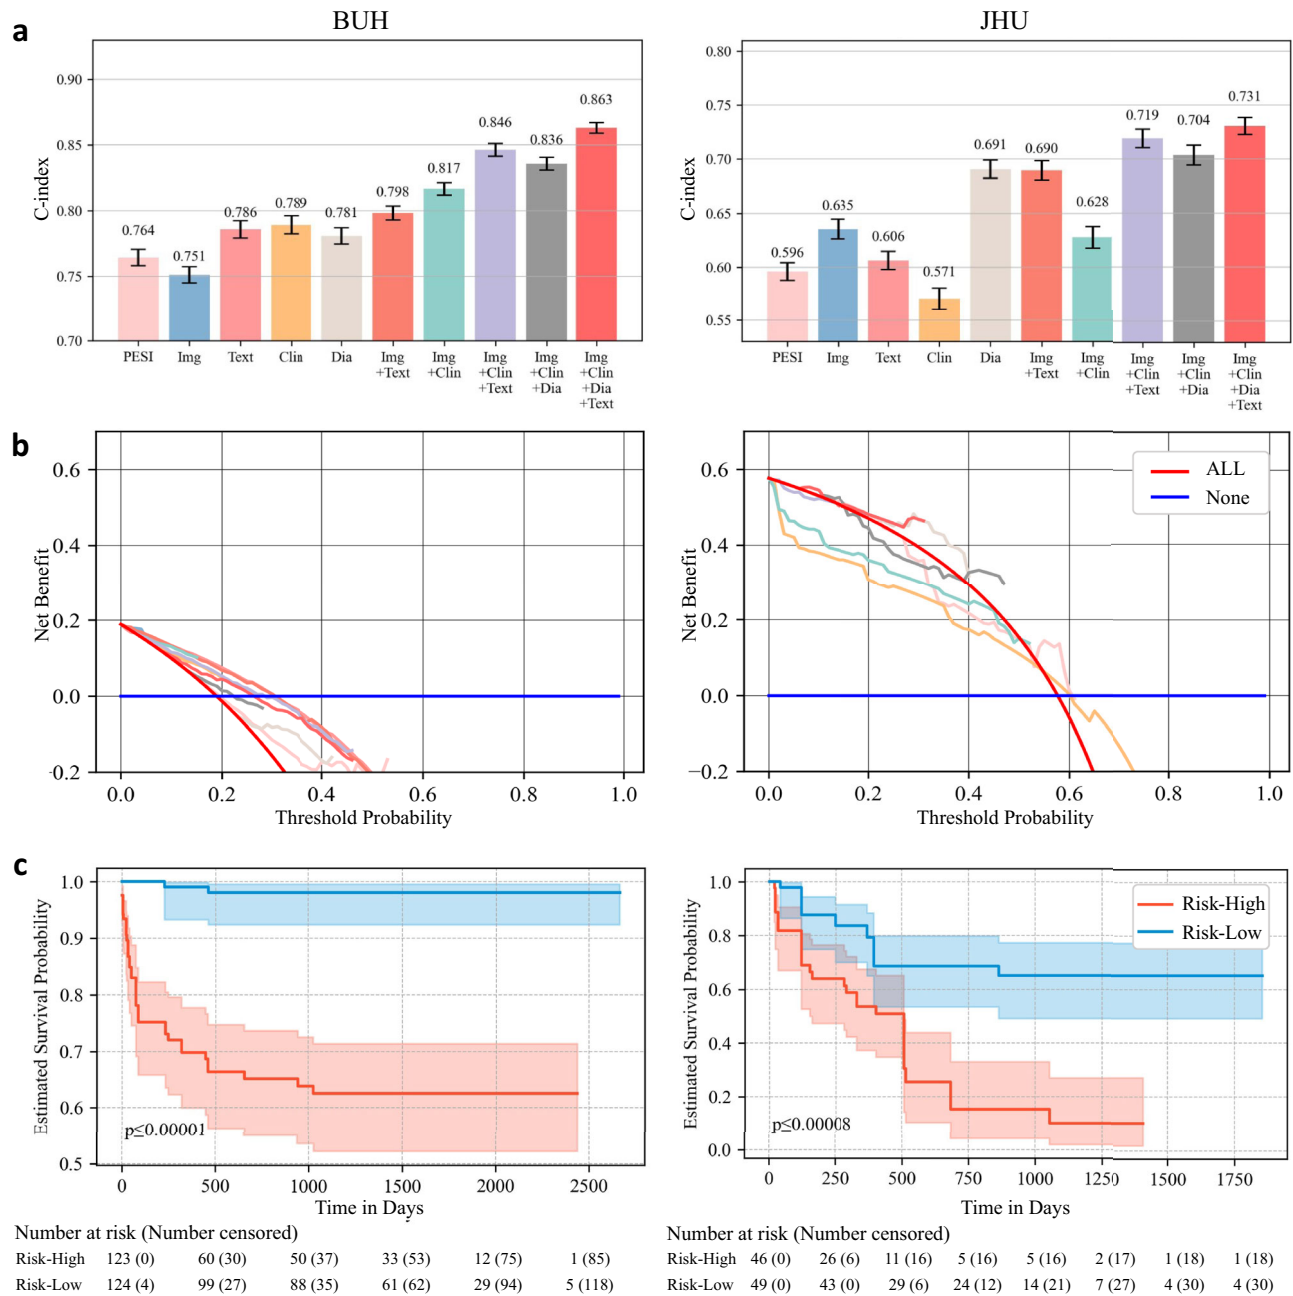 a
BUH
JHU
C-index
0.90
0.85
0.80
0.75
0.70
0.764
0.751
0.786
0.789
0.781
0.798
0.817
0.846
0.836
0.863
PESI
Img
Text
Clin
Dia
Img
+Text
Img
+Clin
Img
+Clin
+Text
Img
+Clin
+Dia
Img
+Clin
+Dia
+Text
C-index
0.80
0.75
0.70
0.65
0.60
0.55
0.596
0.635
0.606
0.571
0.691
0.690
0.628
0.719
0.704
0.731
PESI
Img
Text
Clin
Dia
Img
+Text
Img
+Clin
Img
+Clin
+Text
Img
+Clin
+Dia
Img
+Clin
+Dia
+Text
b
Net Benefit
0.6
0.4
0.2
0.0
-0.2
0.0 0.2 0.4 0.6 0.8 1.0
Threshold Probability
Net Benefit
0.6
0.4
0.2
0.0
−0.2
ALL
None
0.0 0.2 0.4 0.6 0.8 1.0
Threshold Probability
c
Estimated Survival Probability
1.0
0.9
0.8
0.7
0.6
0.5
p≤0.00001
0 500 1000 1500 2000 2500
Time in Days
Estimated Survival Probability
1.0
0.8
0.6
0.4
0.2
0.0
Risk-High
Risk-Low
p≤0.00008
0 250 500 750 1000 1250 1500 1750
Time in Days
Number at risk (Number censored)
Risk-High 123 (0) 60 (30) 50 (37) 33 (53) 12 (75) 1 (85)
Risk-Low 124 (4) 99 (27) 88 (35) 61 (62) 29 (94) 5 (118)
Number at risk (Number censored)
Risk-High 46 (0) 26 (6) 11 (16) 5 (16) 5 (16) 2 (17) 1 (18) 1 (18)
Risk-Low 49 (0) 43 (0) 29 (6) 24 (12) 14 (21) 7 (27) 4 (30) 4 (30)